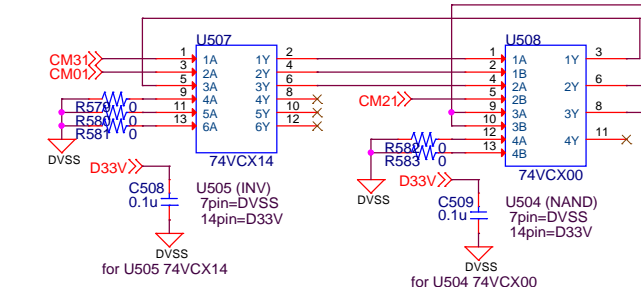 U507
U508
CM31 1 1A 1Y 2 1 1A 1Y 3
CM01 3 2A 2Y 4 2 1B
5 3A 3Y 6 4 2A 2Y 6
9 4A 4Y 8 CM21 5 2B
R579 0 11 5A 5Y 10 9 3A 3Y 8
R580 0 13 6A 6Y 12 10 3B
R581 0 12 4A 4Y 11
R582 0 13 4B
R583 0
DVSS 74VCX14 74VCX00
D33V D33V DVSS
C508 U505 (INV) C509 U504 (NAND)
0.1u 7pin=DVSS 0.1u 7pin=DVSS
14pin=D33V 14pin=D33V
DVSS DVSS
for U505 74VCX14
for U504 74VCX00